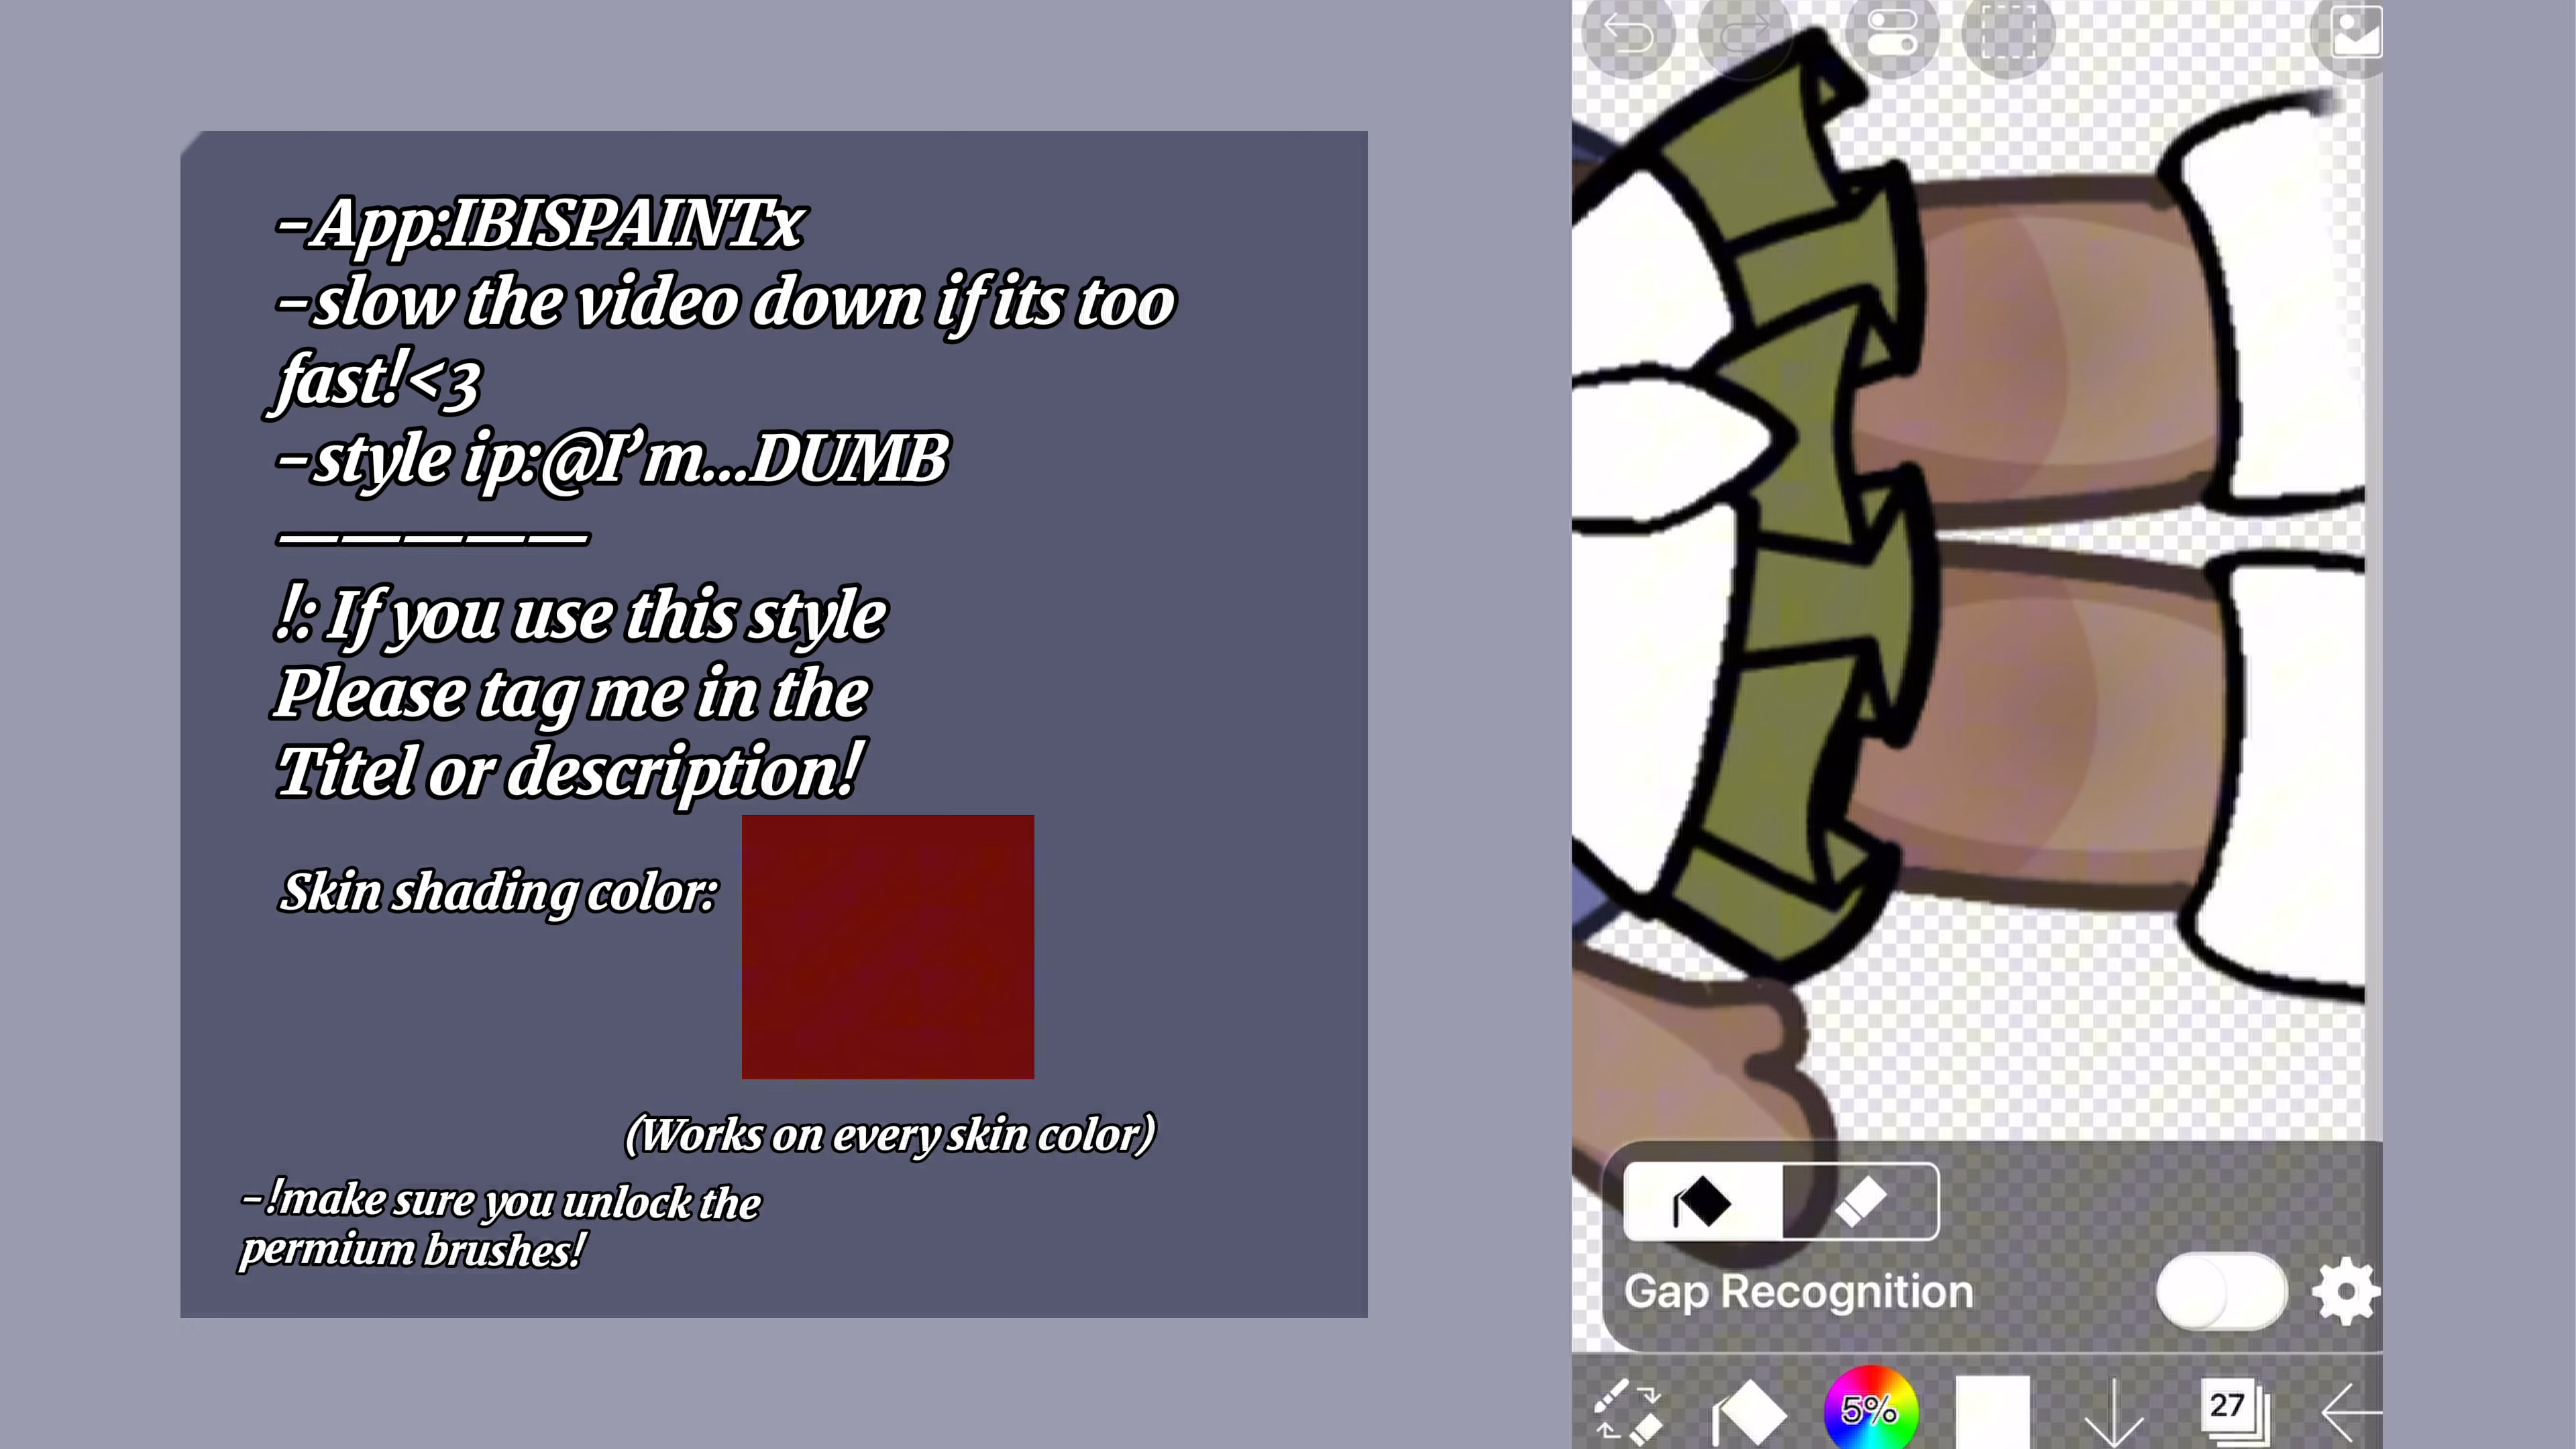 -App:IBISPAINTx
-slow the video down if its too
fast!<3
-style ip:@I'm...DUMB
—————
!: If you use this style
Please tag me in the
Titel or description!
Skin shading color:
(Works on every skin color)
-!make sure you unlock the
permium brushes!
Gap Recognition
5%
27